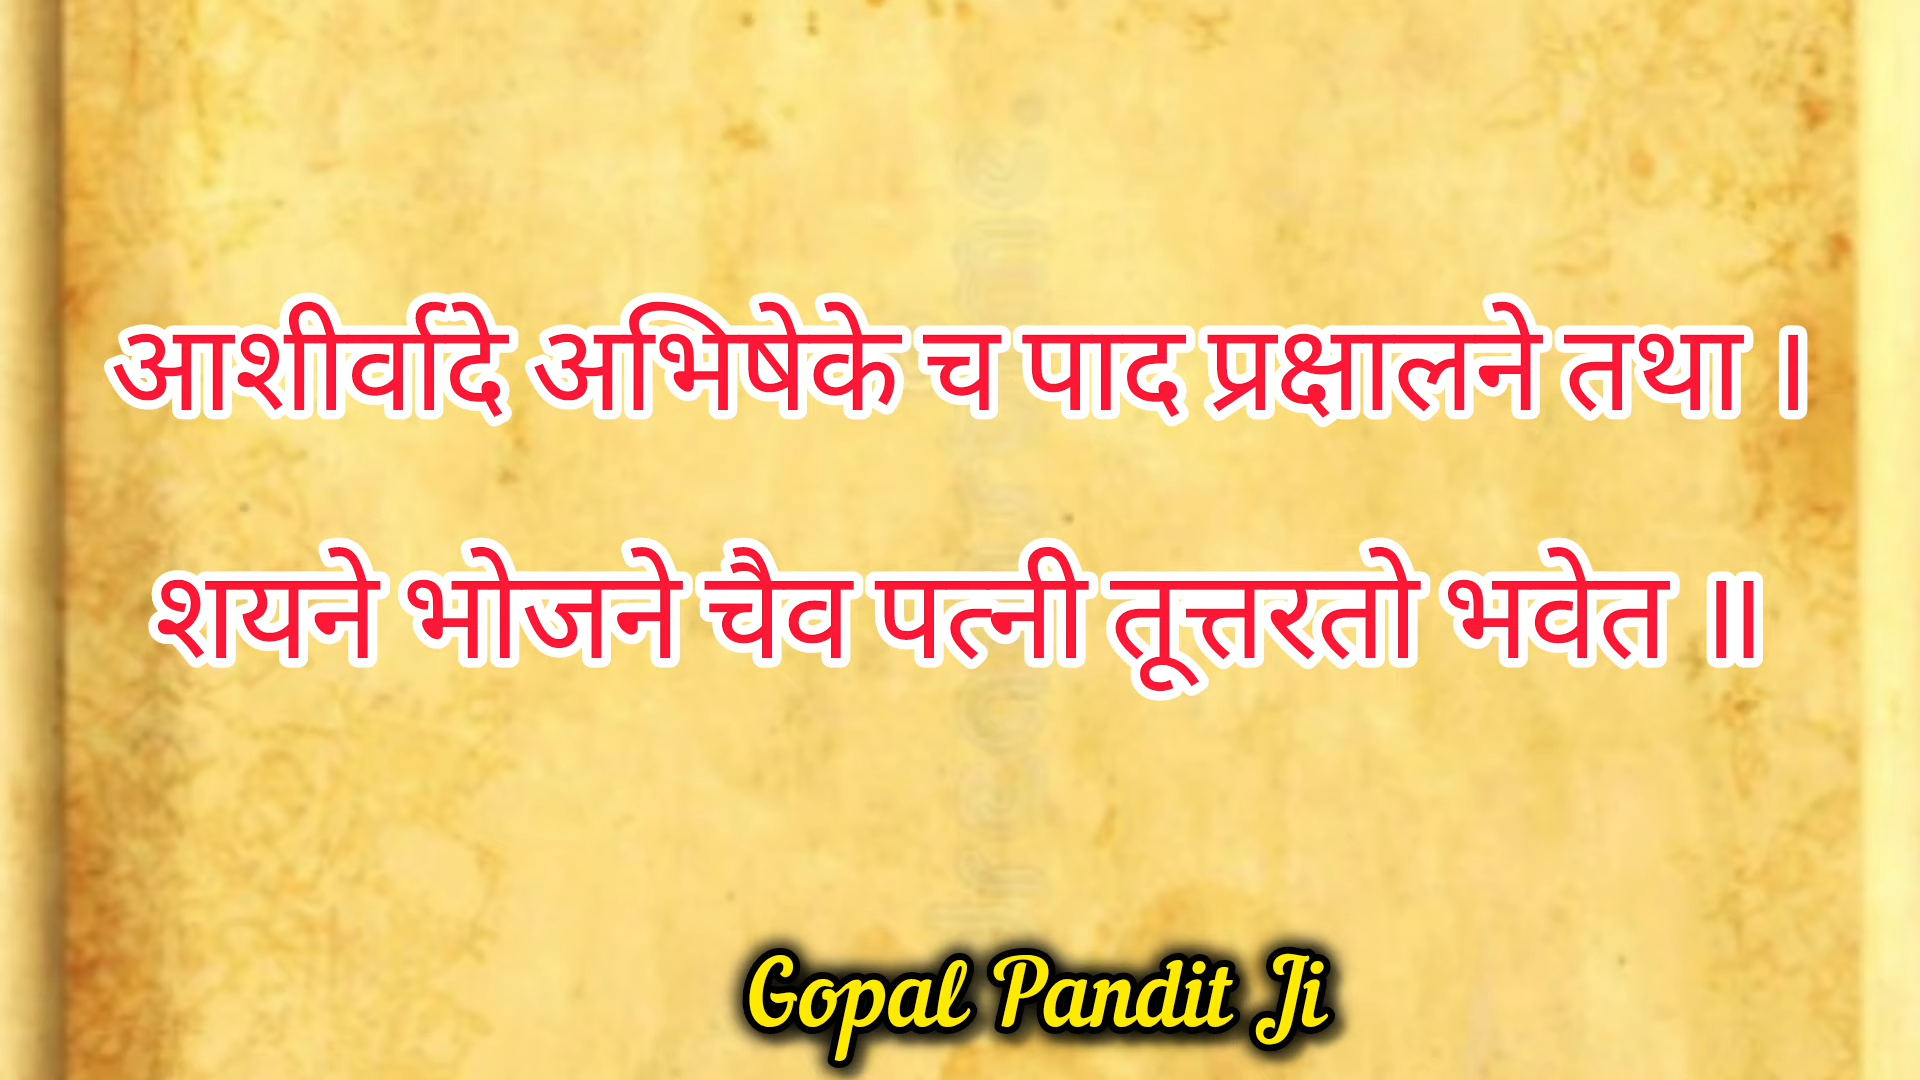 आशीर्वादे अभिषेके च पाद प्रक्षालने तथा ।
शयने भोजने चैव पत्नी तूत्तरतो भवेत ॥
Gopal Pandit Ji